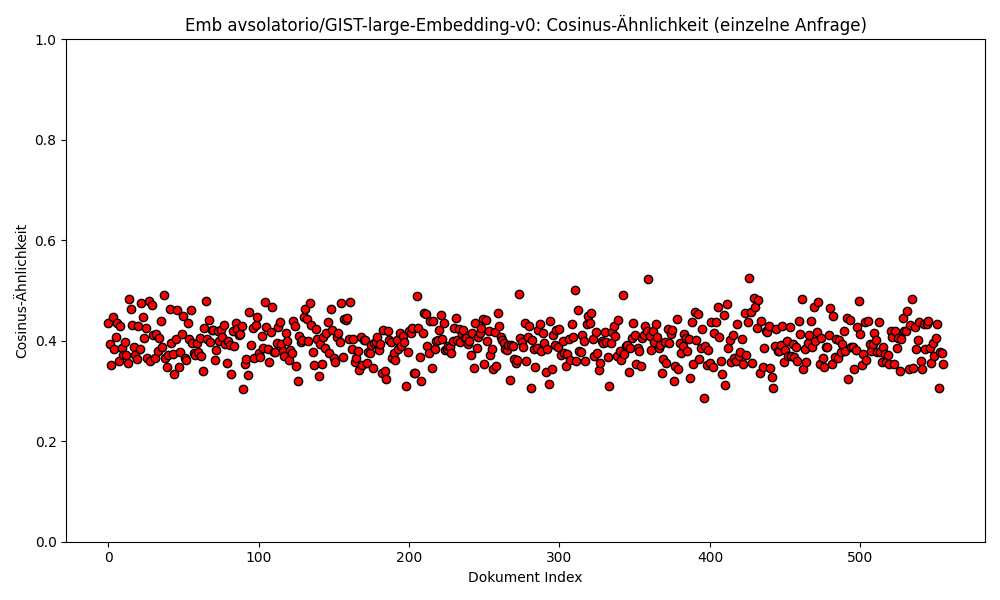 Emb avsolatorio/GIST-large-Embedding-v0: Cosinus-Ähnlichkeit (einzelne Anfrage)
1.0
0.8
0.6
0.4
0.2
0.0
Cosinus-Ähnlichkeit
0 100 200 300 400 500
Dokument Index